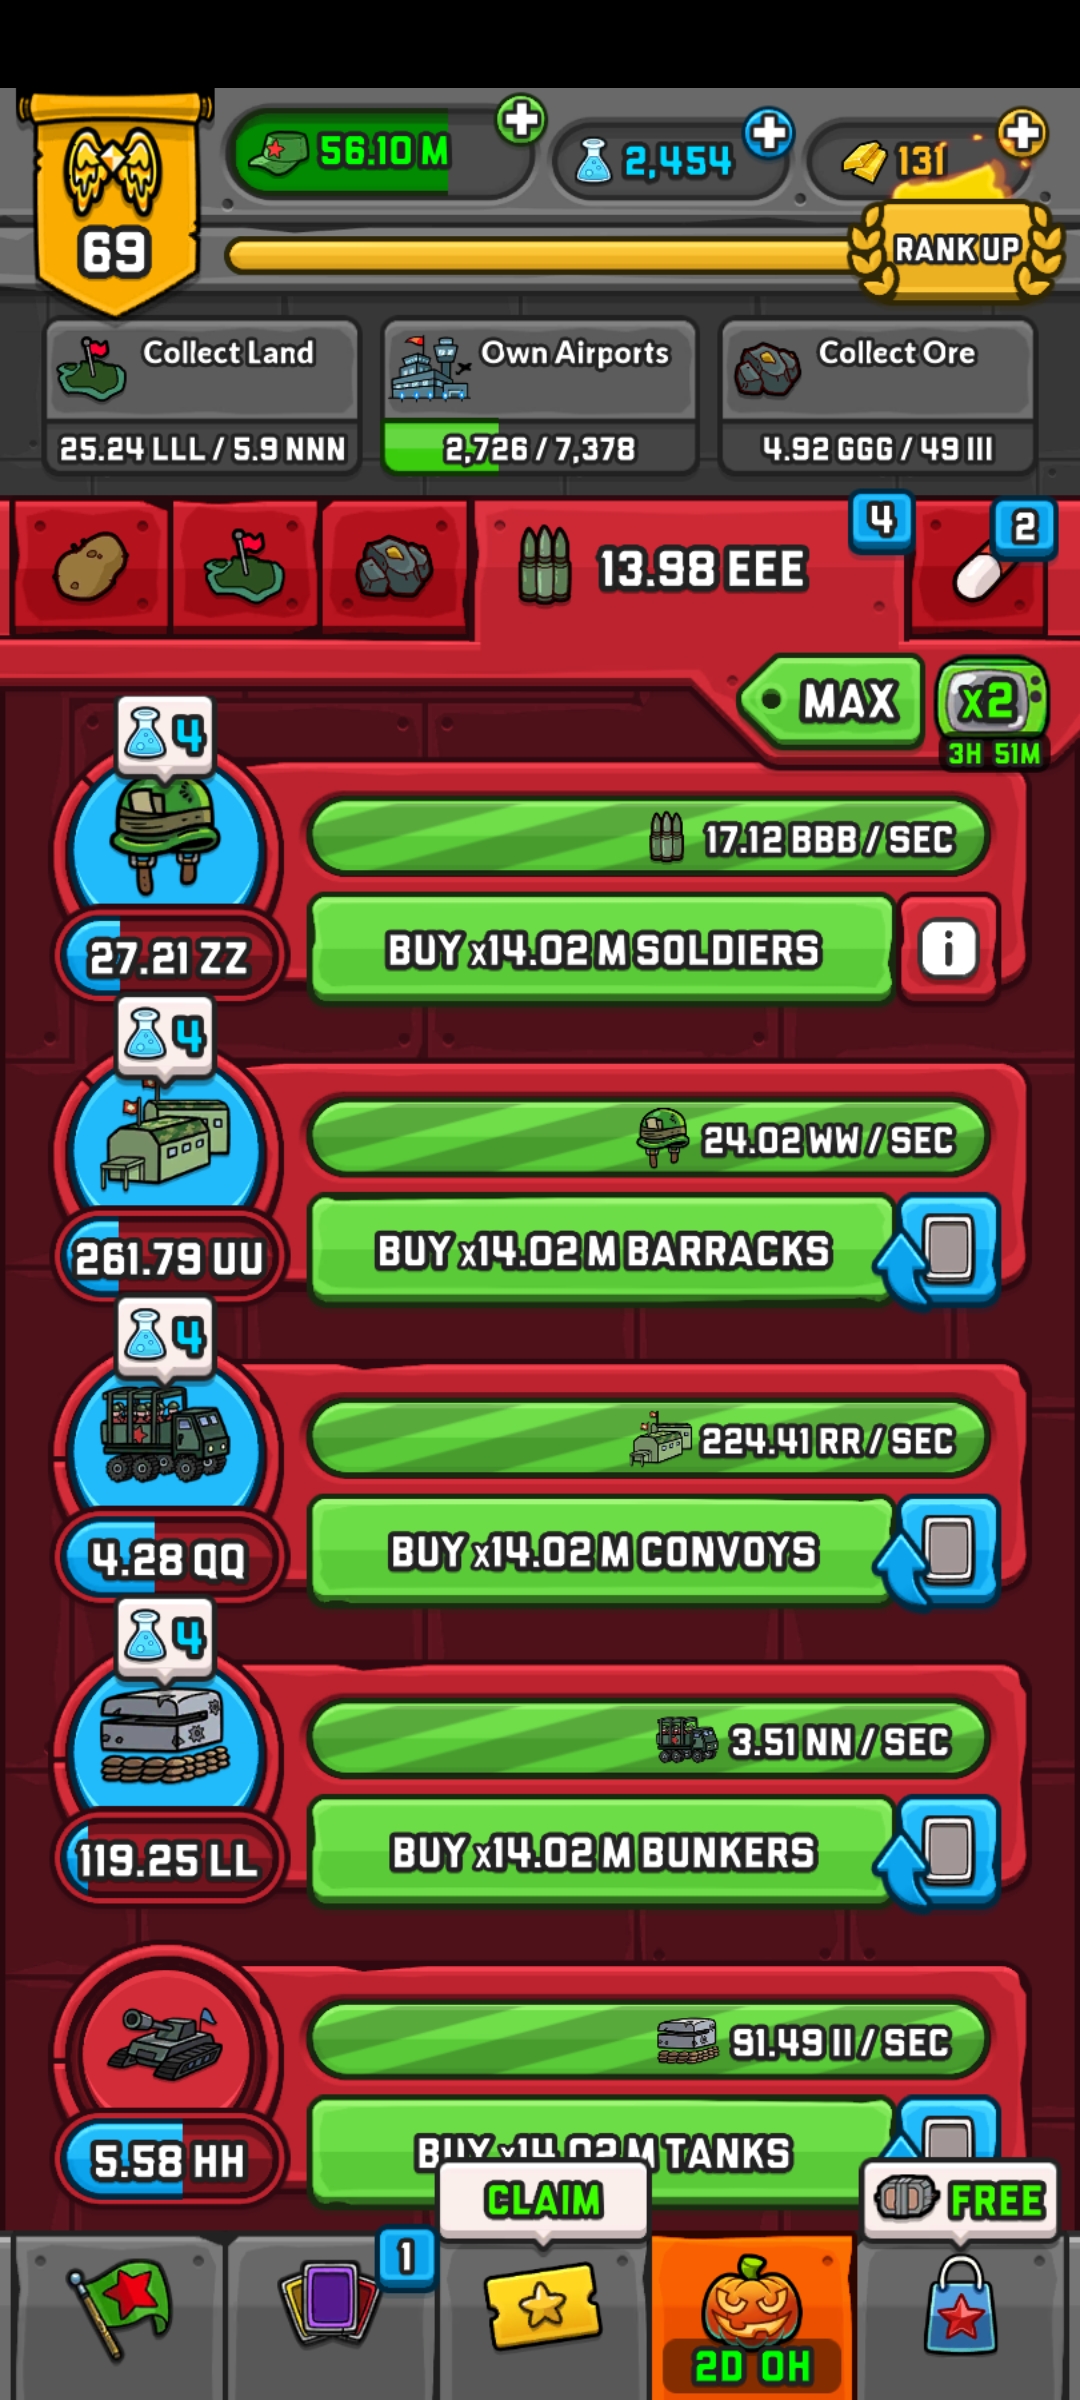 56.10 M
2,454
131
69
RANK UP
Collect Land
Own Airports
Collect Ore
25.24 LLL / 5.9 NNN
2,726 / 7,378
4.92 GGG / 49 III
13.98 EEE
4
2
MAX
x2
3H 51M
4
17.12 BBB / SEC
27.21 ZZ
BUY x14.02 M SOLDIERS
i
4
24.02 WW / SEC
261.79 UU
BUY x14.02 M BARRACKS
4
224.41 RR / SEC
4.28 QQ
BUY x14.02 M CONVOYS
4
3.51 NN / SEC
119.25 LL
BUY x14.02 M BUNKERS
91.49 II / SEC
5.58 HH
BUY x14.02 M TANKS
CLAIM
FREE
1
2D 0H